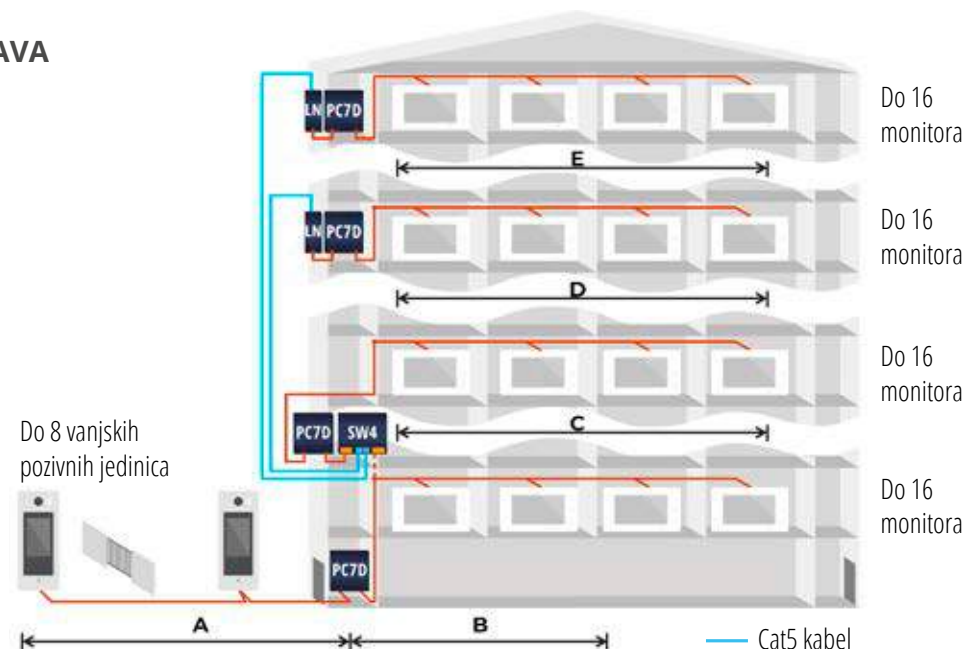 AVA
LN PC7D
Do 16
monitora
E
LN PC7D
Do 16
monitora
D
Do 16
monitora
PC7D SW4
C
Do 8 vanjskih
pozivnih jedinica
Do 16
monitora
PC7D
A
B
Cat5 kabel